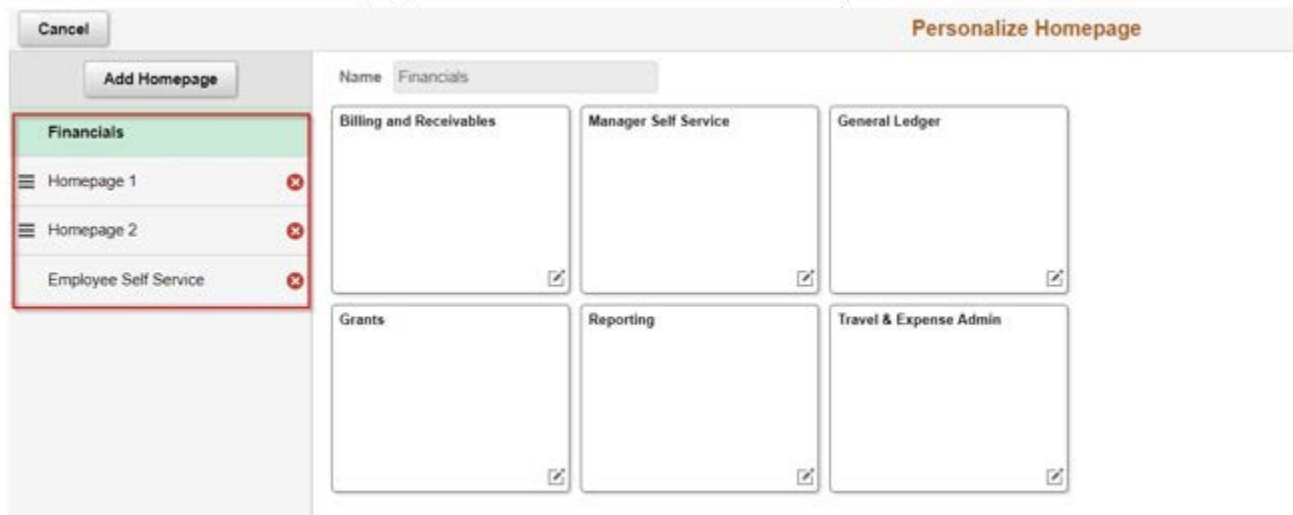 Cancel
Personalize Homepage
Add Homepage
Name Financials
Financials
Homepage 1
Homepage 2
Employee Self Service
Billing and Receivables
Manager Self Service
General Ledger
Grants
Reporting
Travel & Expense Admin